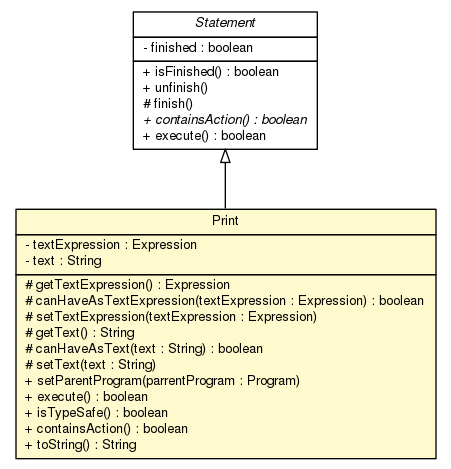 Statement
- finished : boolean
+ isFinished() : boolean
+ unfinish()
# finish()
+ containsAction() : boolean
+ execute() : boolean
Print
- textExpression : Expression
- text : String
# getTextExpression() : Expression
# canHaveAsTextExpression(textExpression : Expression) : boolean
# setTextExpression(textExpression : Expression)
# getText() : String
# canHaveAsText(text : String) : boolean
# setText(text : String)
+ setParentProgram(parrentProgram : Program)
+ execute() : boolean
+ isTypeSafe() : boolean
+ containsAction() : boolean
+ toString() : String